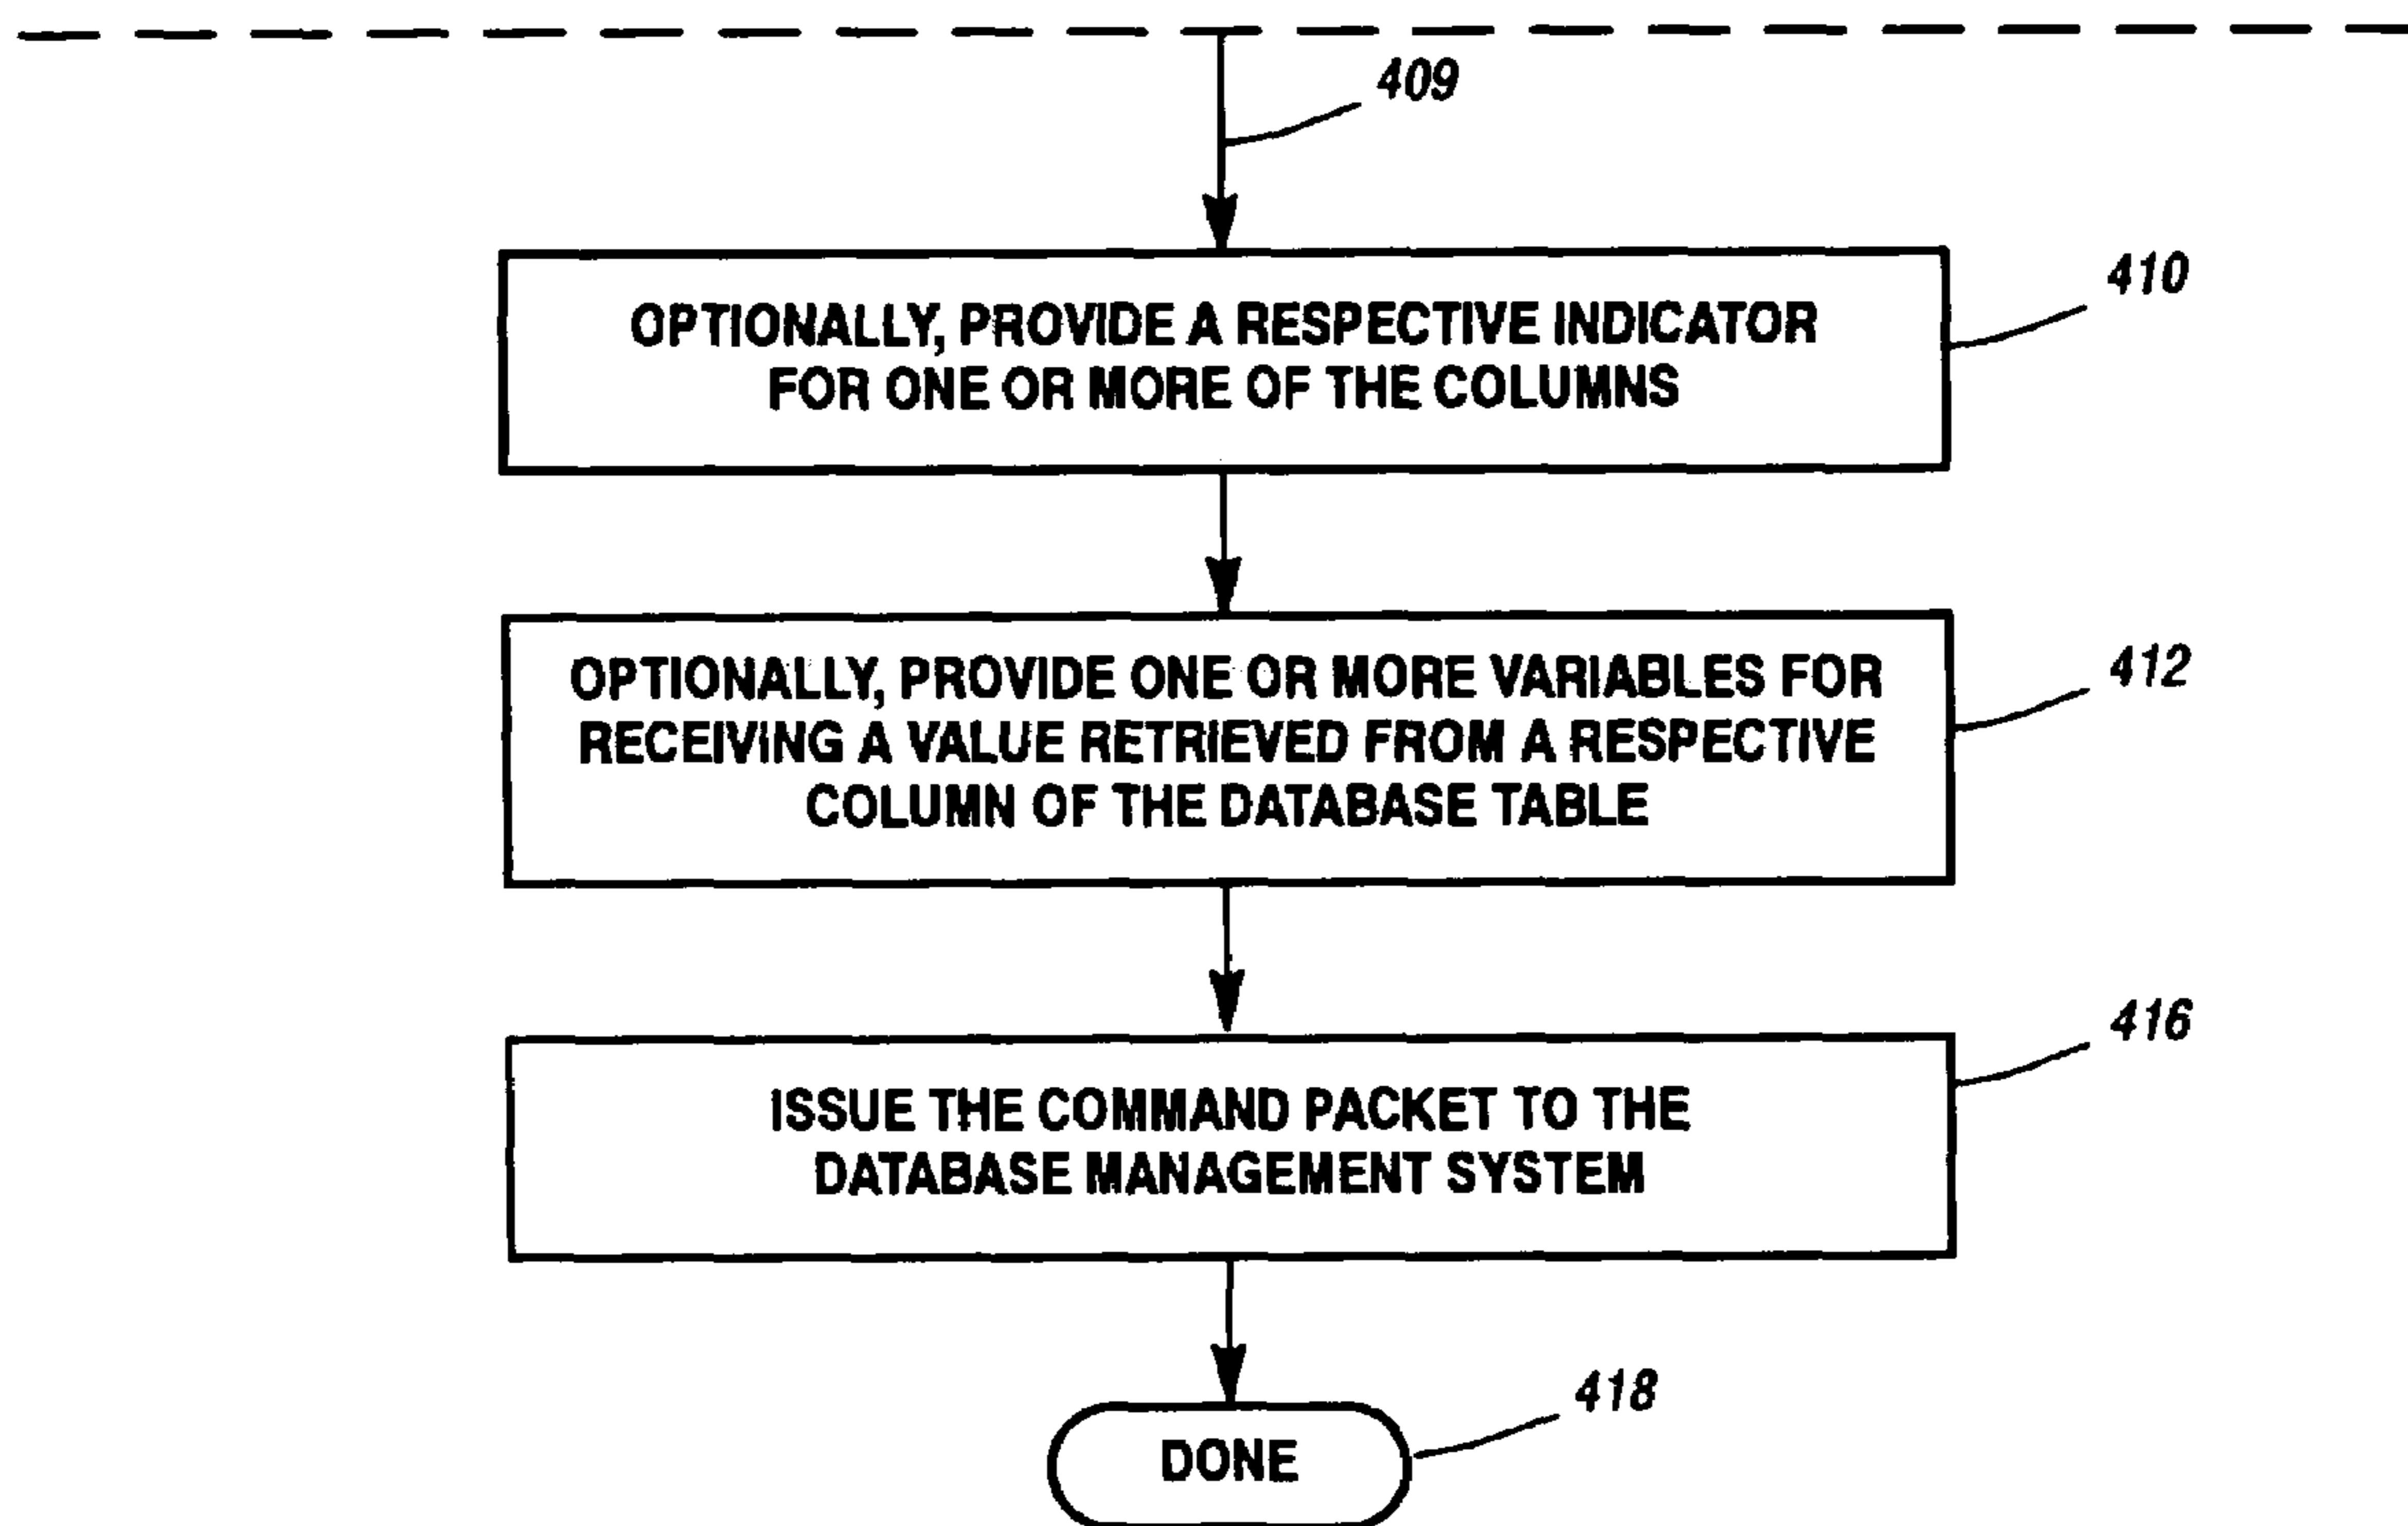 409
410
OPTIONALLY, PROVIDE A RESPECTIVE INDICATOR
FOR ONE OR MORE OF THE COLUMNS
412
OPTIONALLY, PROVIDE ONE OR MORE VARIABLES FOR
RECEIVING A VALUE RETRIEVED FROM A RESPECTIVE
COLUMN OF THE DATABASE TABLE
416
ISSUE THE COMMAND PACKET TO THE
DATABASE MANAGEMENT SYSTEM
418
DONE